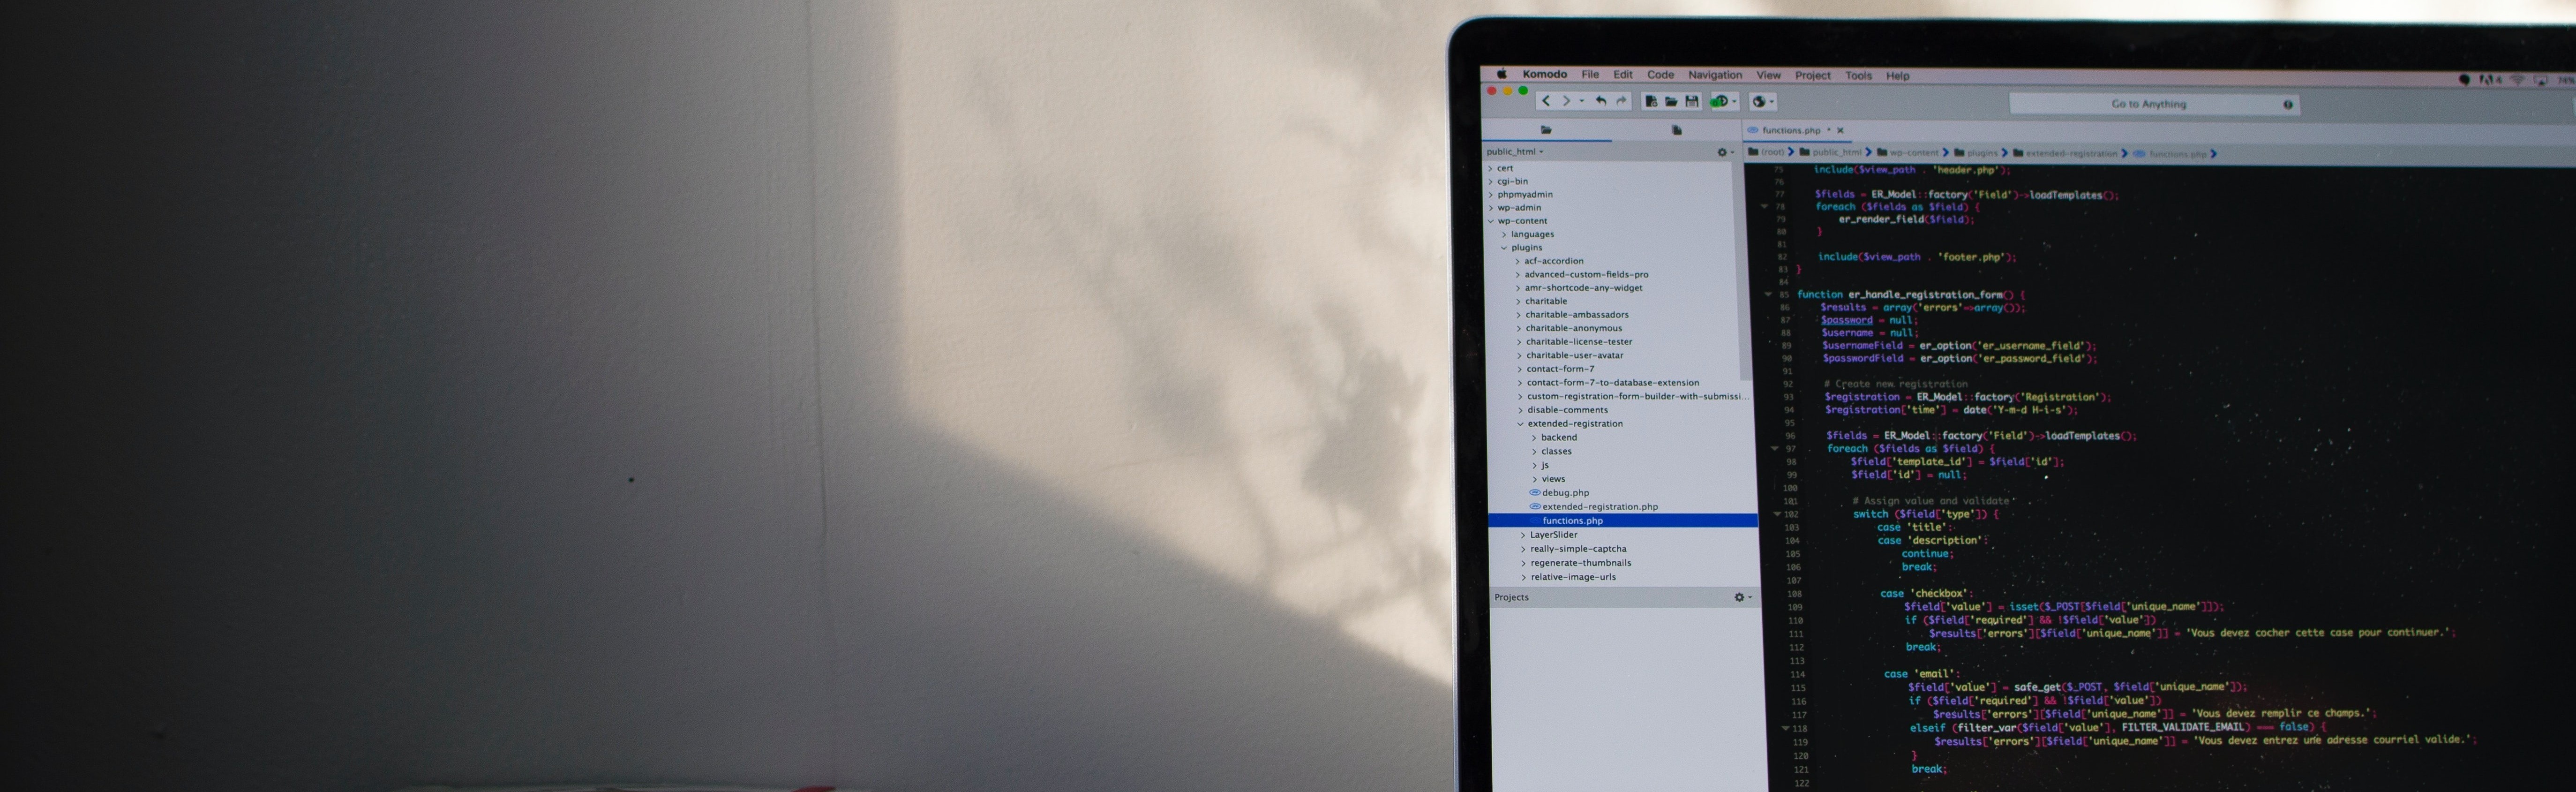 Komodo File Edit Code Navigation View Project Tools Help
74%
Go to Anything
functions.php * ×
public_html
(root) public_html wp-content plugins extended-registration functions.php
cert
cgi-bin
phpmyadmin
wp-admin
wp-content
languages
plugins
acf-accordion
advanced-custom-fields-pro
amr-shortcode-any-widget
charitable
charitable-ambassadors
charitable-anonymous
charitable-license-tester
charitable-user-avatar
contact-form-7
contact-form-7-to-database-extension
custom-registration-form-builder-with-submissi...
disable-comments
extended-registration
backend
classes
js
views
debug.php
extended-registration.php
functions.php
LayerSlider
really-simple-captcha
regenerate-thumbnails
relative-image-urls
Projects
75 include($view_path . 'header.php');
76
77 $fields = ER_Model::factory('Field')->loadTemplates();
78 foreach ($fields as $field) {
79 er_render_field($field);
80 }
81
82 include($view_path . 'footer.php');
83 }
84
85 function er_handle_registration_form() {
86 $results = array('errors'=>array());
87 $password = null;
88 $username = null;
89 $usernameField = er_option('er_username_field');
90 $passwordField = er_option('er_password_field');
91
92 # Create new registration
93 $registration = ER_Model::factory('Registration');
94 $registration['time'] = date('Y-m-d H-i-s');
95
96 $fields = ER_Model::factory('Field')->loadTemplates();
97 foreach ($fields as $field) {
98 $field['template_id'] = $field['id'];
99 $field['id'] = null;
100
101 # Assign value and validate
102 switch ($field['type']) {
103 case 'title':
104 case 'description':
105 continue;
106 break;
107
108 case 'checkbox':
109 $field['value'] = isset($_POST[$field['unique_name']]);
110 if ($field['required'] && !$field['value'])
111 $results['errors'][$field['unique_name']] = 'Vous devez cocher cette case pour continuer.';
112 break;
113
114 case 'email':
115 $field['value'] = safe_get($_POST, $field['unique_name']);
116 if ($field['required'] && !$field['value'])
117 $results['errors'][$field['unique_name']] = 'Vous devez remplir ce champs.';
118 elseif (filter_var($field['value'], FILTER_VALIDATE_EMAIL) === false) {
119 $results['errors'][$field['unique_name']] = 'Vous devez entrez une adresse courriel valide.';
120 }
121 break;
122